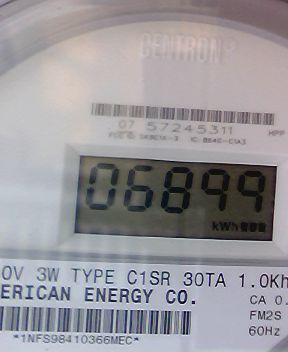 CENTRON®
07 57245311
HPP
06899
kWh
0V 3W TYPE C1SR 30TA 1.0Kh
ERICAN ENERGY CO.
CA 0.
FM2S
60Hz
*1NFS98410366MEC*